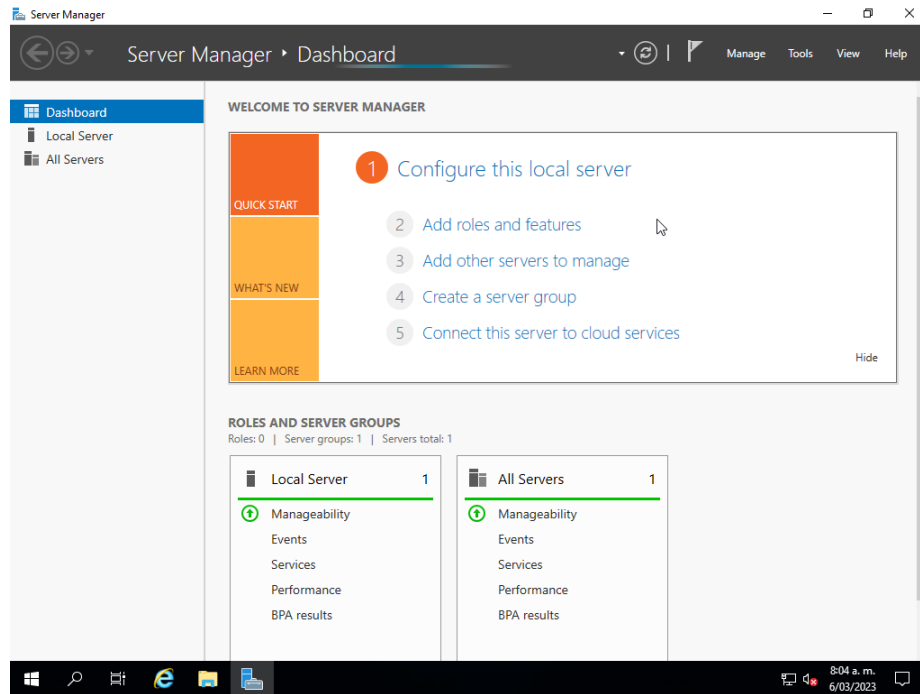 Server Manager
Server Manager ‣ Dashboard
Manage Tools View Help
Dashboard
Local Server
All Servers
WELCOME TO SERVER MANAGER
QUICK START
WHAT'S NEW
LEARN MORE
1 Configure this local server
2 Add roles and features
3 Add other servers to manage
4 Create a server group
5 Connect this server to cloud services
Hide
ROLES AND SERVER GROUPS
Roles: 0 | Server groups: 1 | Servers total: 1
Local Server 1
Manageability
Events
Services
Performance
BPA results
All Servers 1
Manageability
Events
Services
Performance
BPA results
8:04 a. m.
6/03/2023